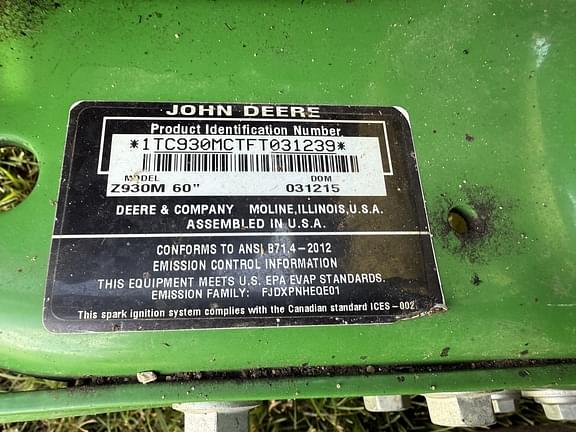 JOHN DEERE
Product Identification Number
*1TC930MCTFT031239*
MODEL DOM
Z930M 60" 031215
DEERE & COMPANY MOLINE,ILLINOIS,U.S.A.
ASSEMBLED IN U.S.A.
CONFORMS TO ANSI B71.4-2012
EMISSION CONTROL INFORMATION
THIS EQUIPMENT MEETS U.S. EPA EVAP STANDARDS.
EMISSION FAMILY: FJDXPNHEQE01
This spark ignition system complies with the Canadian standard ICES-002